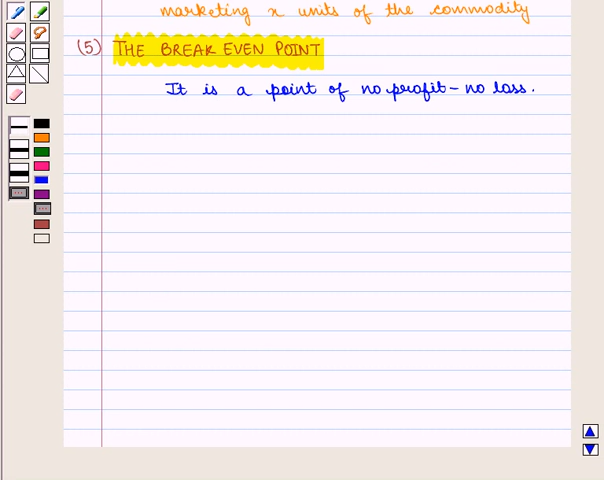 marketing x units of the commodity
(5) THE BREAK EVEN POINT
It is a point of no profit - no loss.